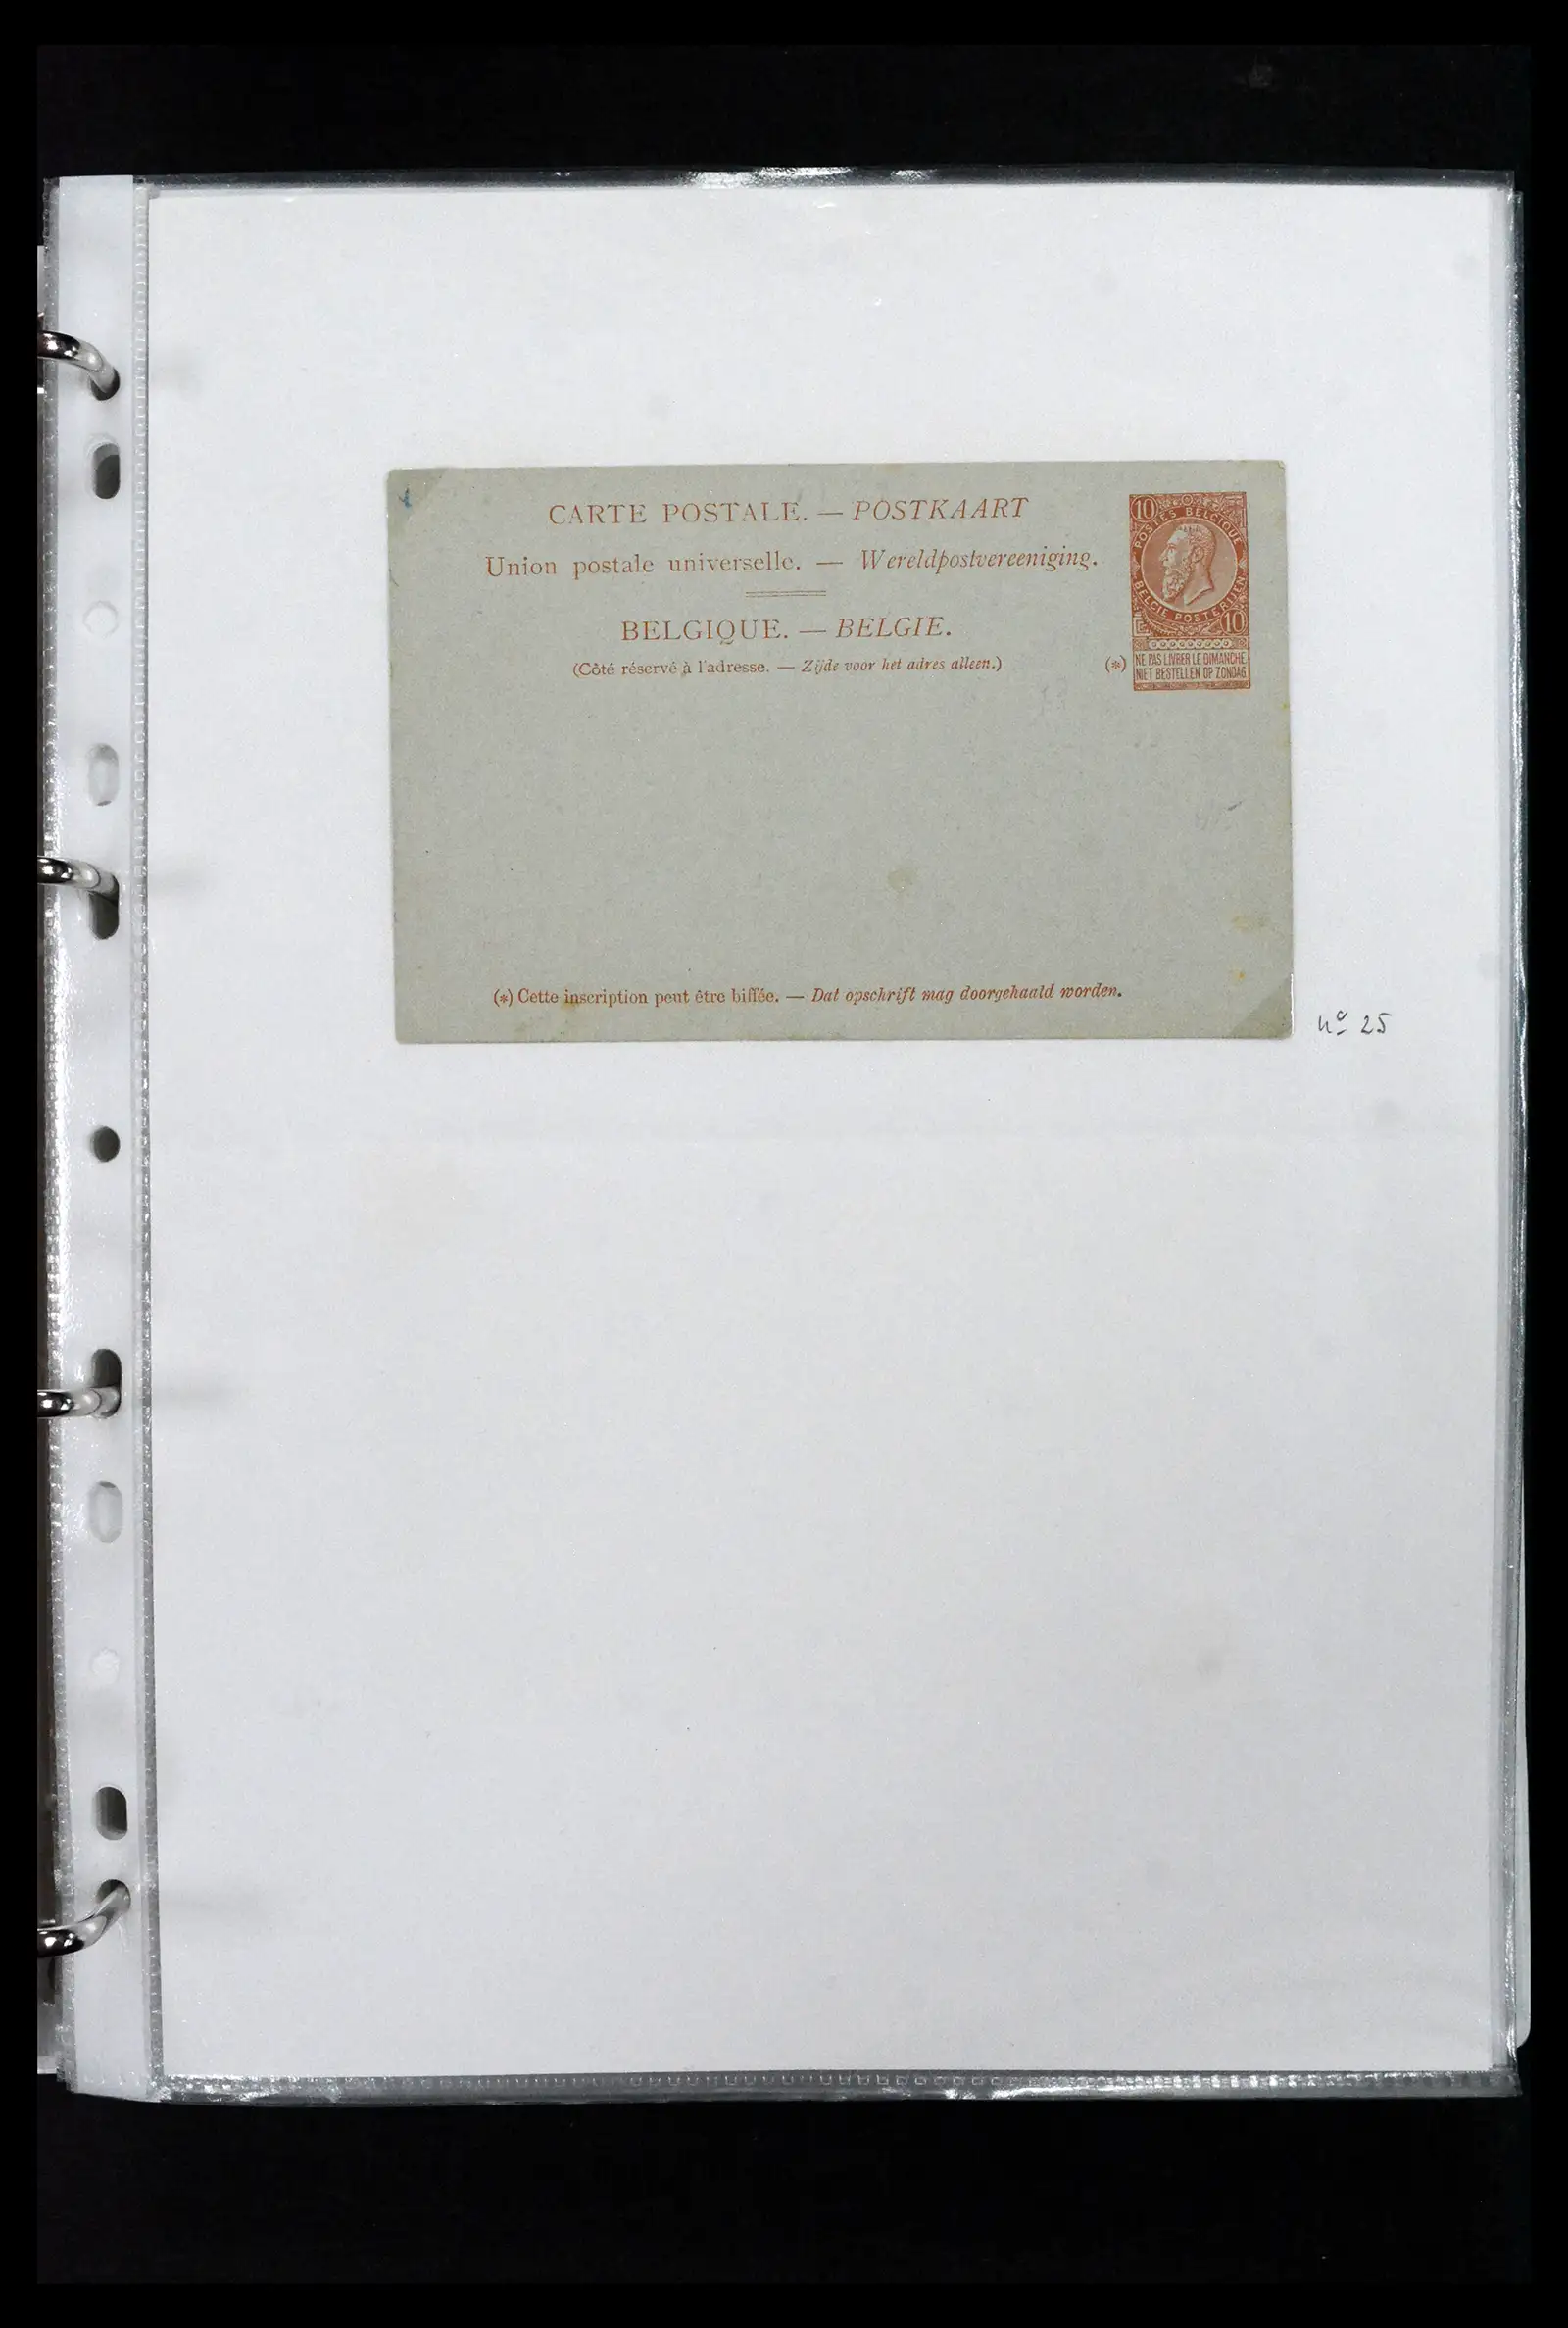 CARTE POSTALE. — POSTKAART
Union postale universelle. — Wereldpostvereeniging.
BELGIQUE. — BELGIE.
(Côté réservé à l'adresse. — Zijde voor het adres alleen.)
10
POSTES BELGIQUE
BELGIE POSTERIJEN
10
(*)
NE PAS LIVRER LE DIMANCHE
NIET BESTELLEN OP ZONDAG
(*) Cette inscription peut être biffée. — Dat opschrift mag doorgehaald worden.
nº 25